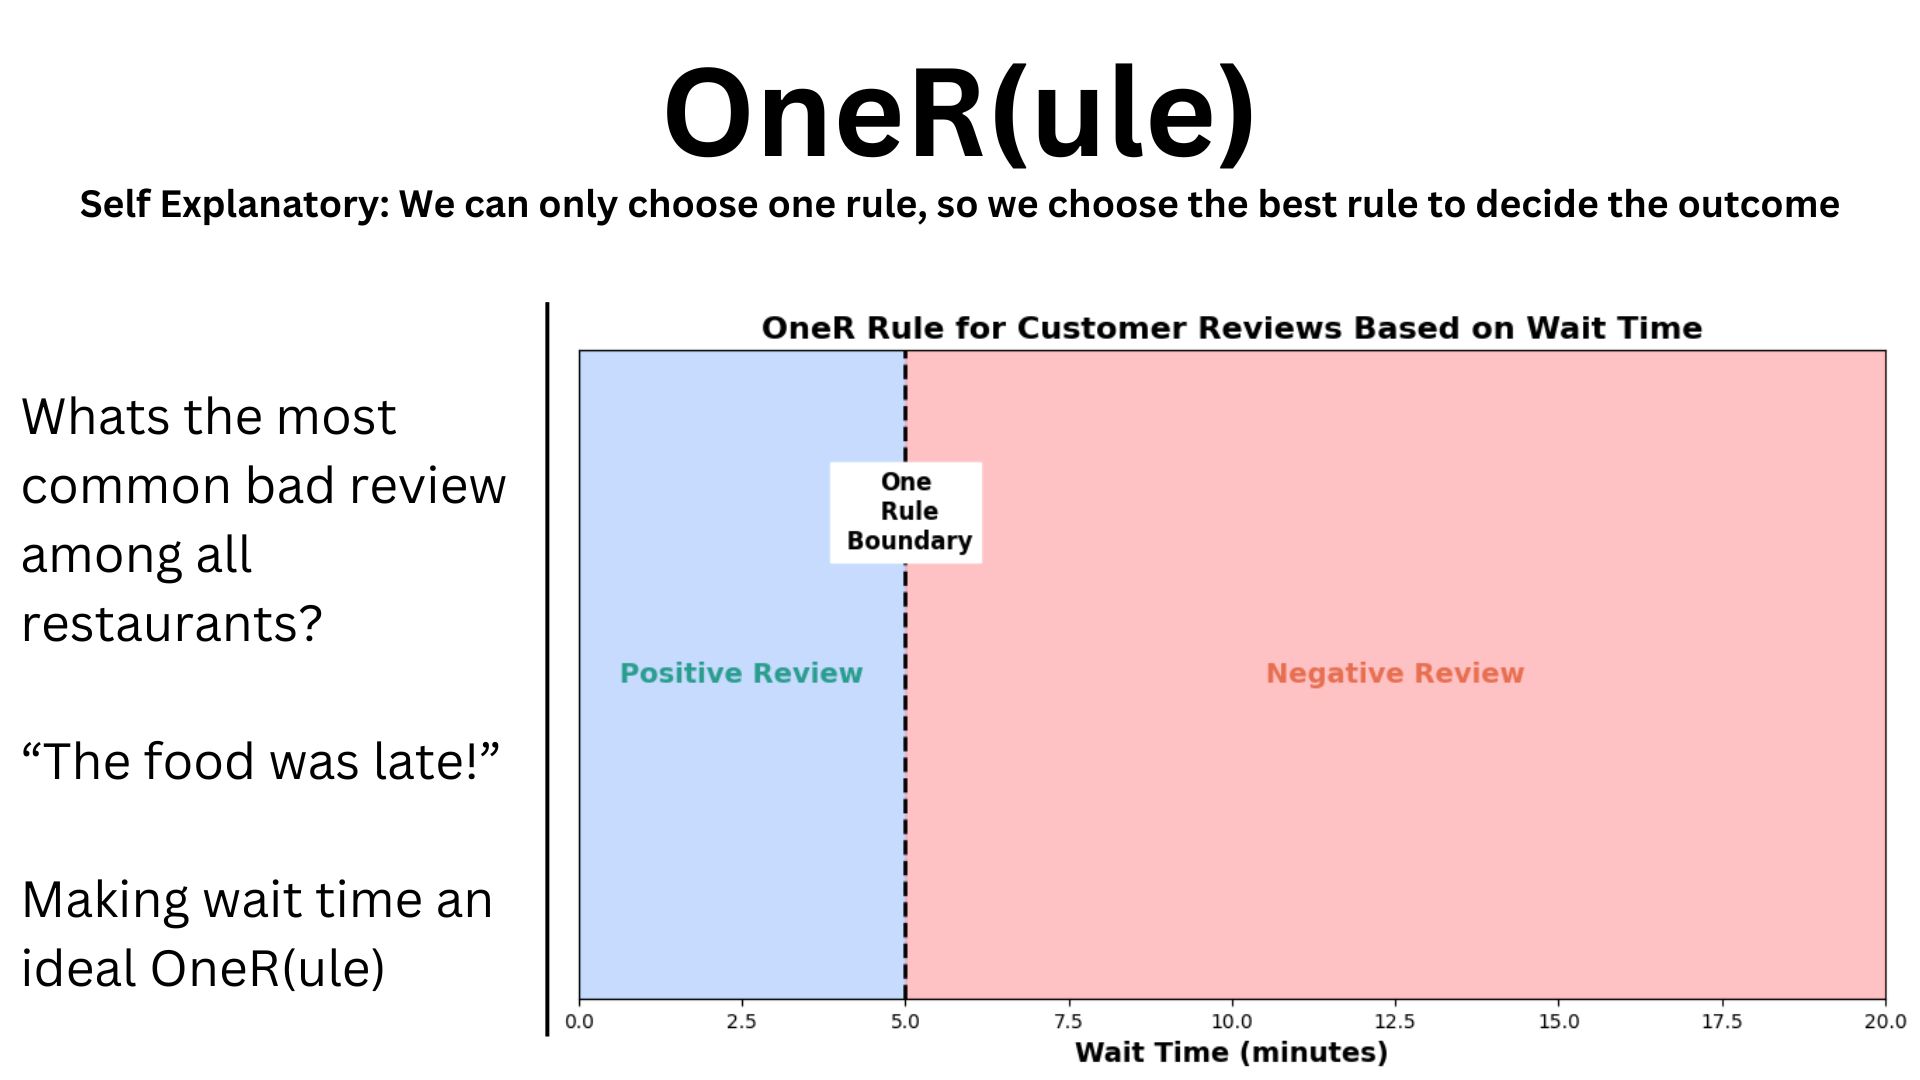 OneR(ule)
Self Explanatory: We can only choose one rule, so we choose the best rule to decide the outcome
Whats the most
common bad review
among all
restaurants?
“The food was late!”
Making wait time an
ideal OneR(ule)
OneR Rule for Customer Reviews Based on Wait Time
One
Rule
Boundary
Positive Review
Negative Review
0.0 2.5 5.0 7.5 10.0 12.5 15.0 17.5 20.0
Wait Time (minutes)